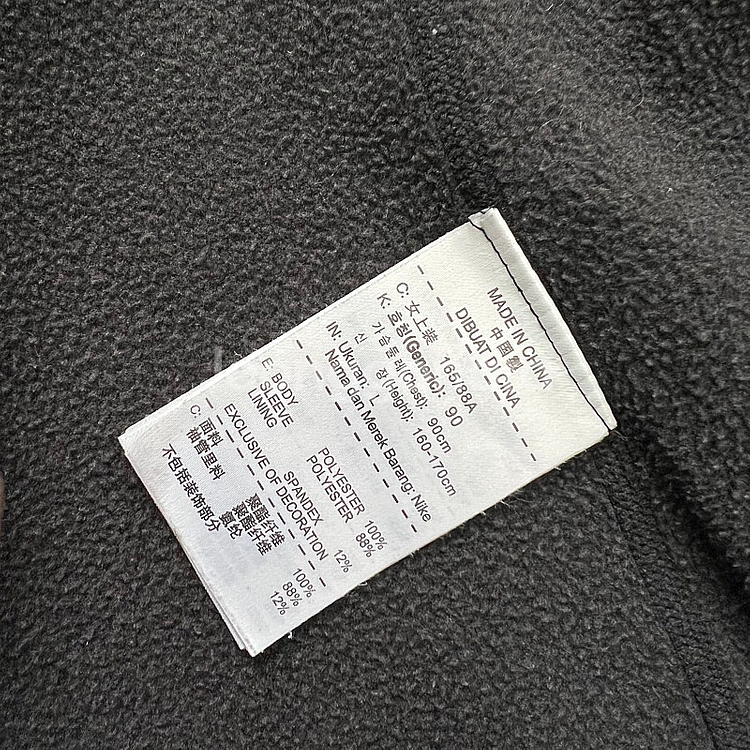 MADE IN CHINA
中國製
DIBUAT DI CINA
C: 女上装 165/88A
K: 호칭(Generic): 90
가슴둘레(Chest): 90cm
신 장(Height): 160-170cm
IN: Ukuran: L
Nama dan Merek Barang: Nike
E: BODY POLYESTER 100%
SLEEVE POLYESTER 88%
LINING SPANDEX 12%
EXCLUSIVE OF DECORATION
C: 面料 聚酯纤维 100%
袖管里料 聚酯纤维 88%
氨纶 12%
不包括装饰部分